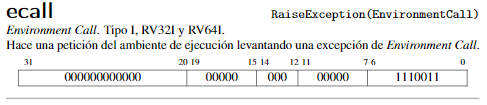 ecall RaiseException(EnvironmentCall)
Environment Call. Tipo I, RV32I y RV64I.
Hace una petición del ambiente de ejecución levantando una excepción de Environment Call.
31 20 19 15 14 12 11 7 6 0
000000000000 00000 000 00000 1110011